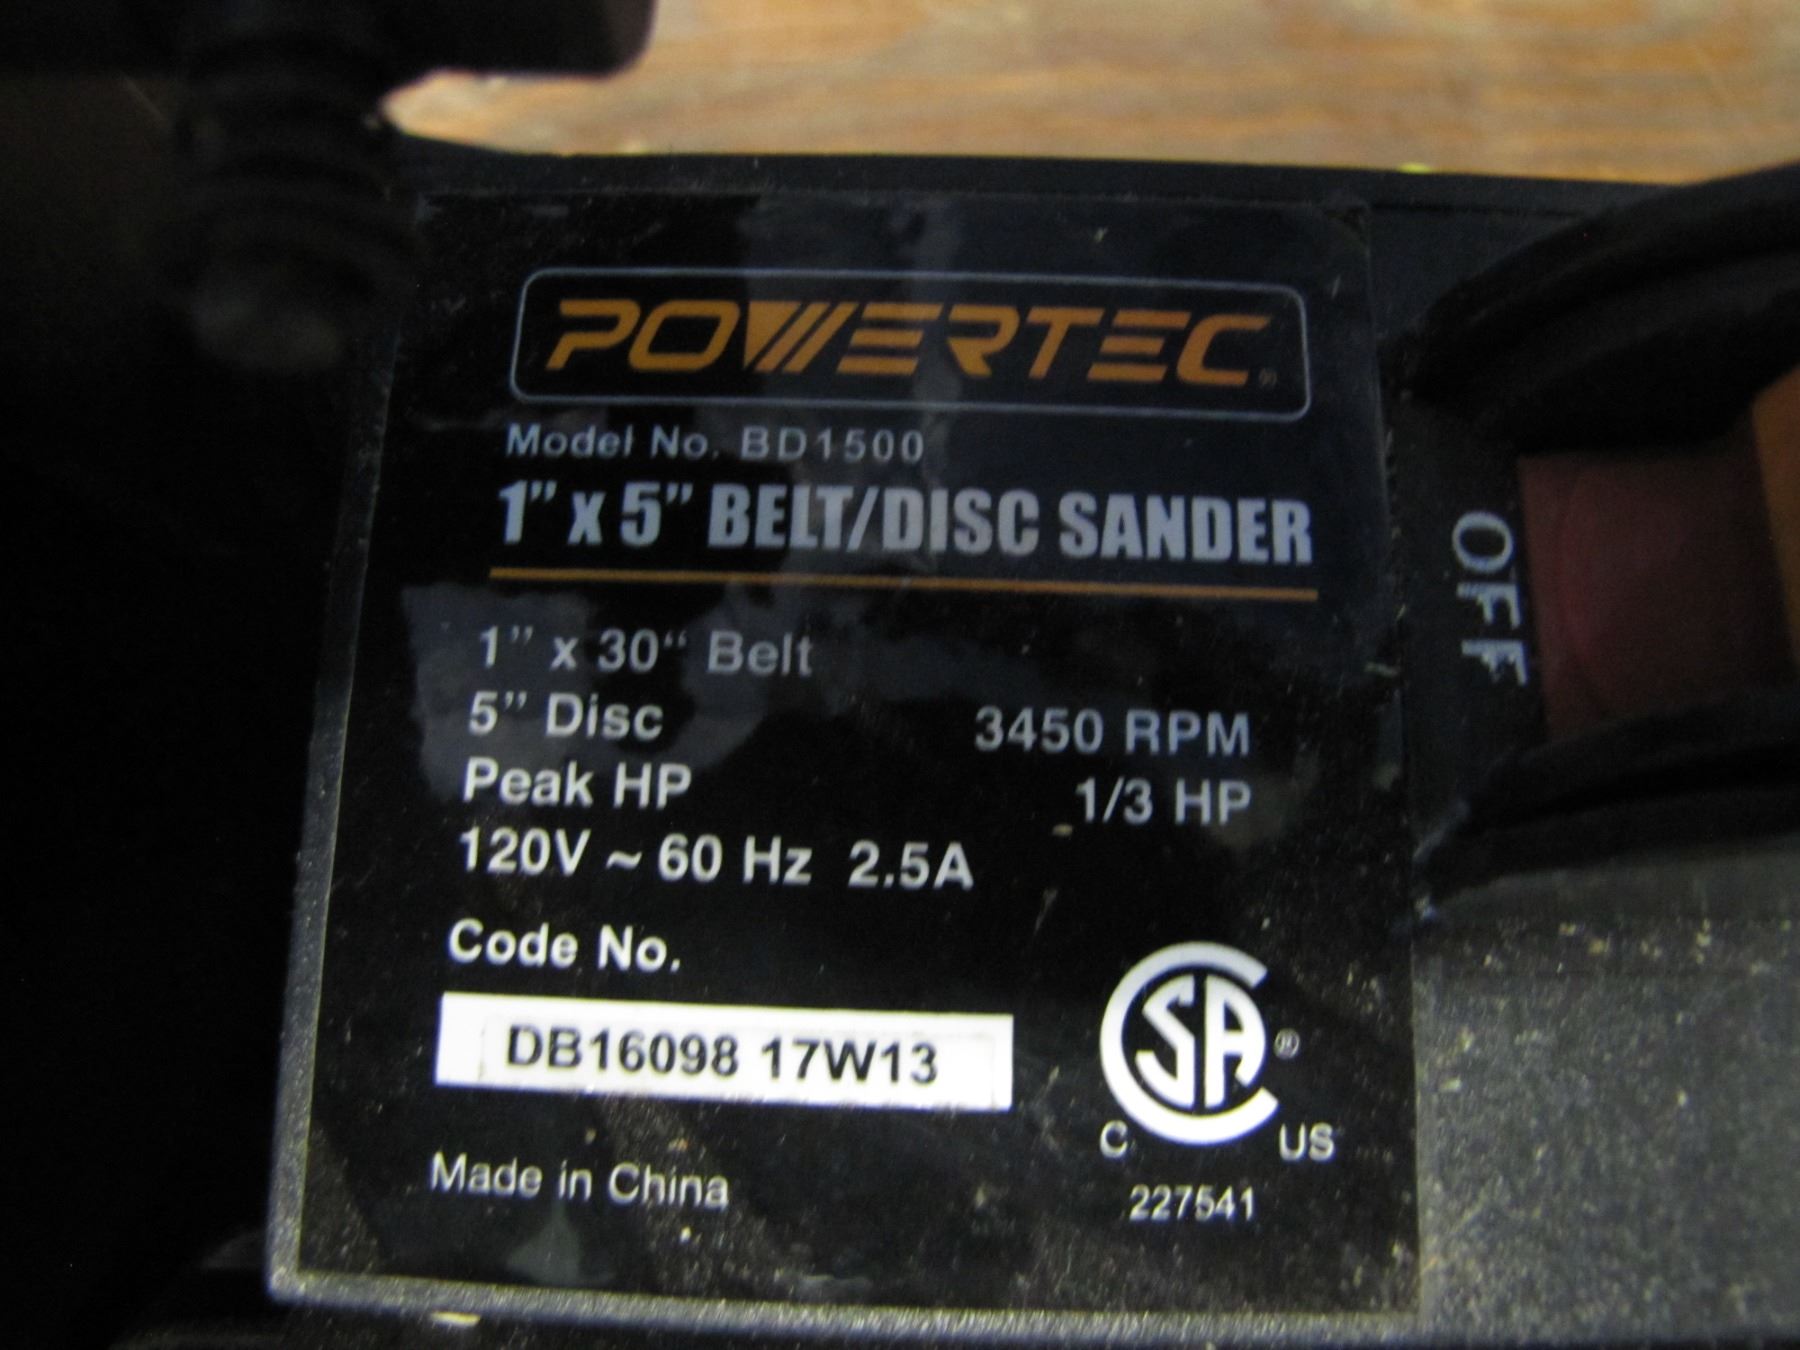 POWERTEC®
Model No. BD1500
1" X 5" BELT/DISC SANDER
1" x 30" Belt
5" Disc 3450 RPM
Peak HP 1/3 HP
120V ~ 60 Hz 2.5A
Code No.
DB16098 17W13
Made in China
CSA®
C US
227541
OFF